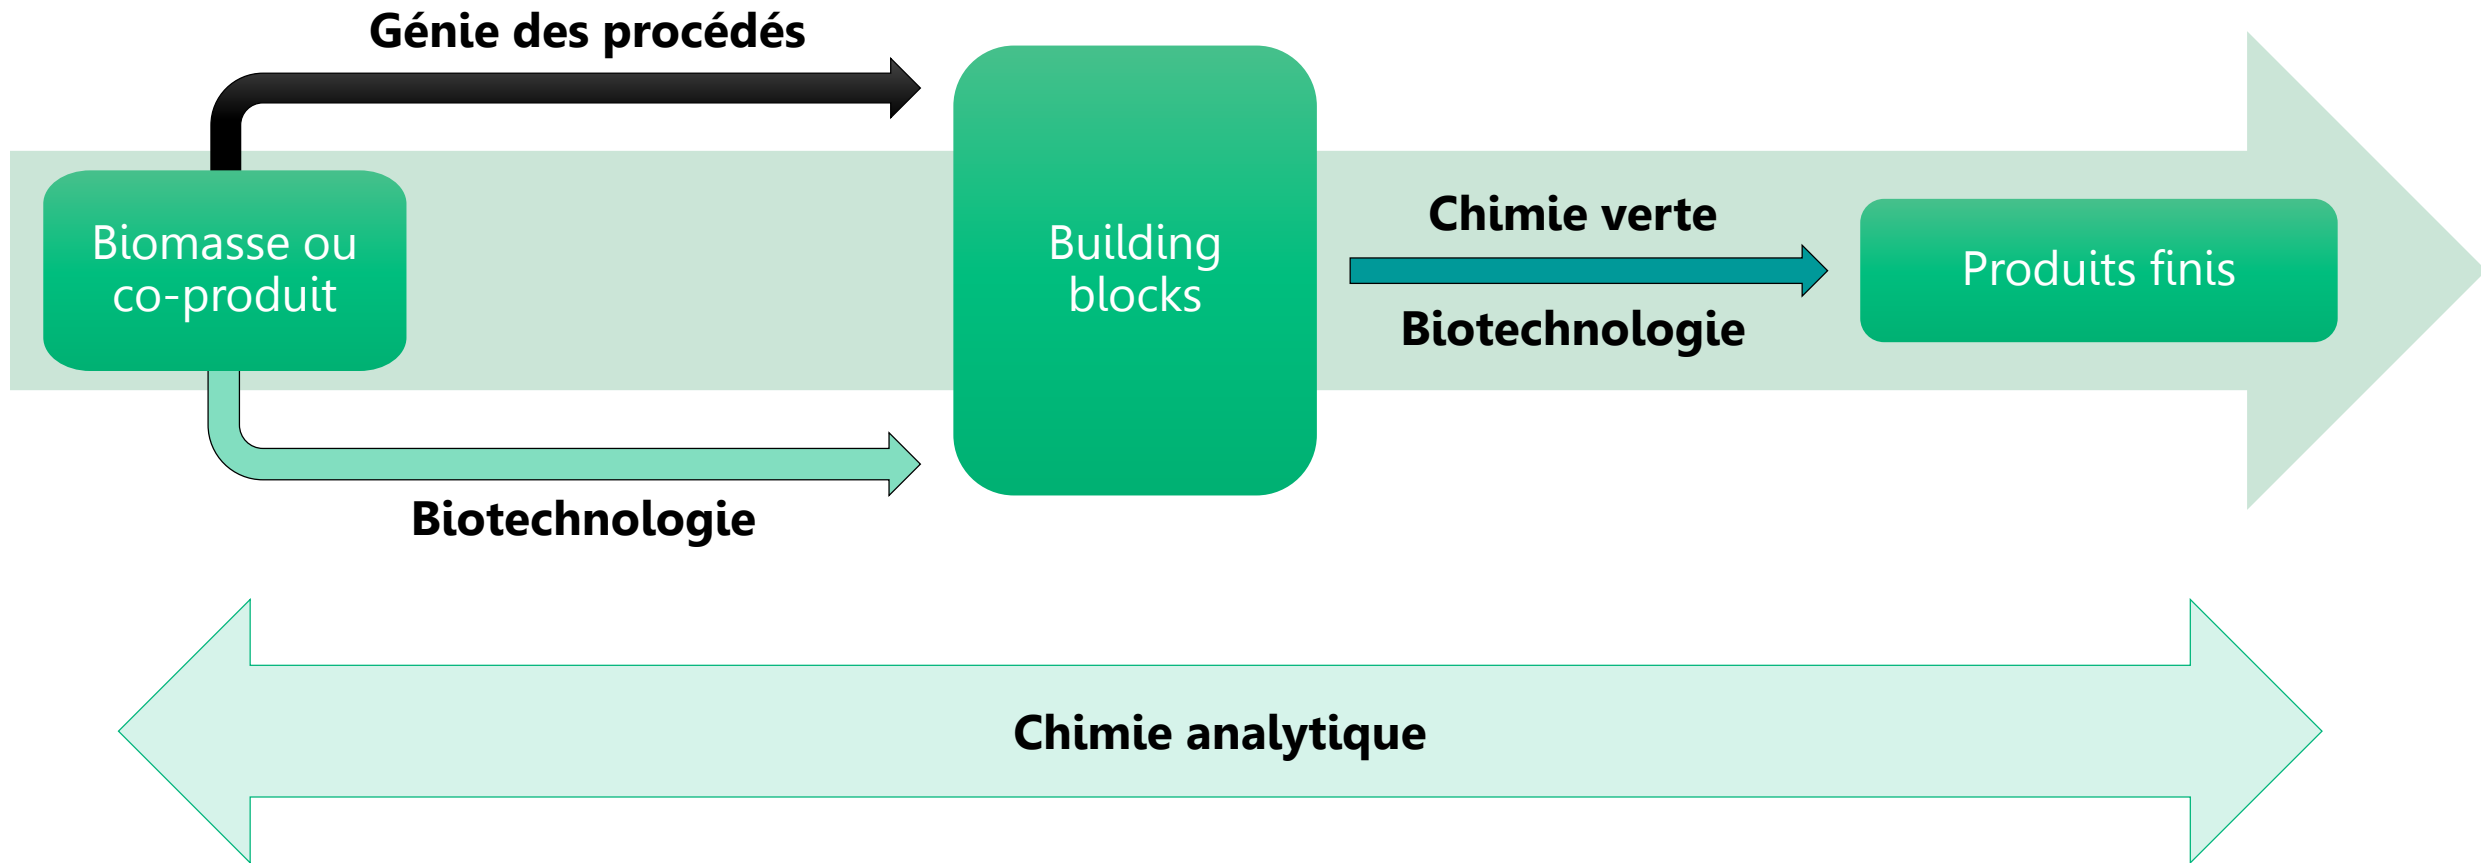 Génie des procédés
Biomasse ou
co-produit
Biotechnologie
Building
blocks
Chimie verte
Biotechnologie
Produits finis
Chimie analytique